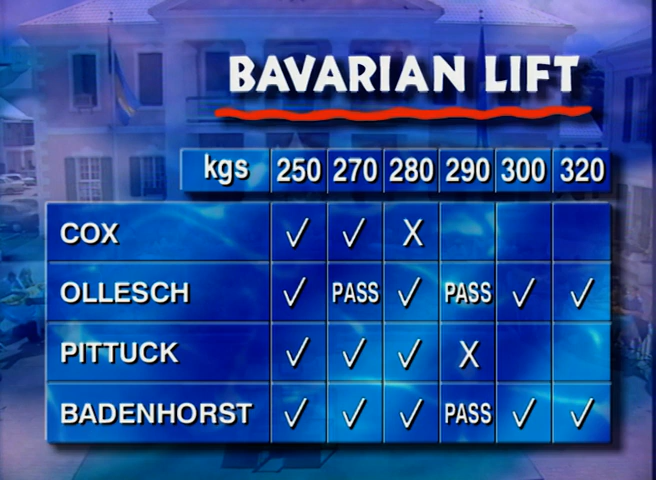 BAVARIAN LIFT
kgs 250 270 280 290 300 320
COX ✓ ✓ X
OLLESCH ✓ PASS ✓ PASS ✓ ✓
PITTUCK ✓ ✓ ✓ X
BADENHORST ✓ ✓ ✓ PASS ✓ ✓